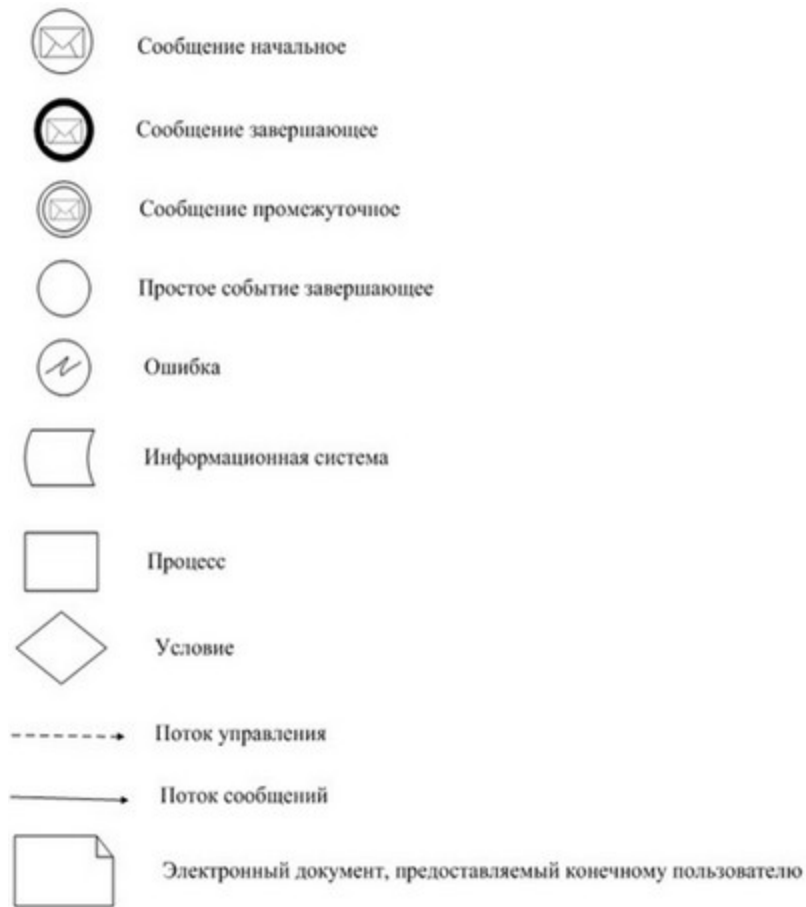 Сообщение начальное
Сообщение завершающее
Сообщение промежуточное
Простое событие завершающее
Ошибка
Информационная система
Процесс
Условие
Поток управления
Поток сообщений
Электронный документ, предоставляемый конечному пользователю